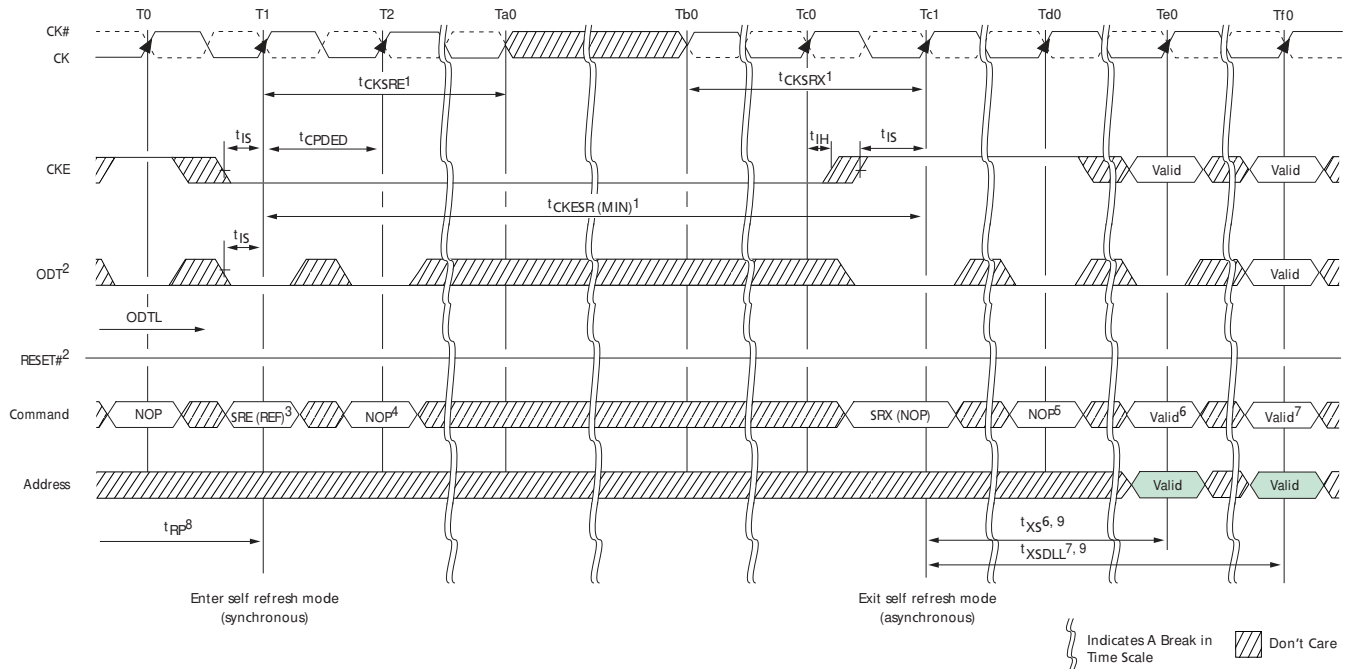 T0 T1 T2 Ta0 Tb0 Tc0 Tc1 Td0 Te0 Tf0
CK#
CK
tCKSRE1 tCKSRX1
tIS tCPDED tIH tIS
CKE Valid Valid
tCKESR (MIN)1
tIS
ODT2 Valid
ODTL
RESET#2
Command NOP SRE (REF)3 NOP4 SRX (NOP) NOP5 Valid6 Valid7
Address Valid Valid
tRP8 tXS6, 9
tXSDLL7, 9
Enter self refresh mode
(synchronous)
Exit self refresh mode
(asynchronous)
Indicates A Break in
Time Scale
Don't Care